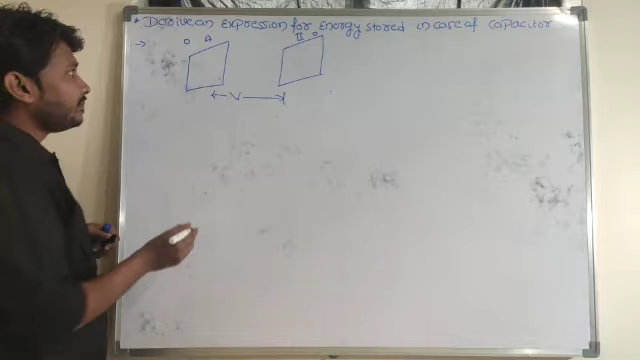 * Derive an expression for Energy stored in case of capacitor
→ D A B C
← V →